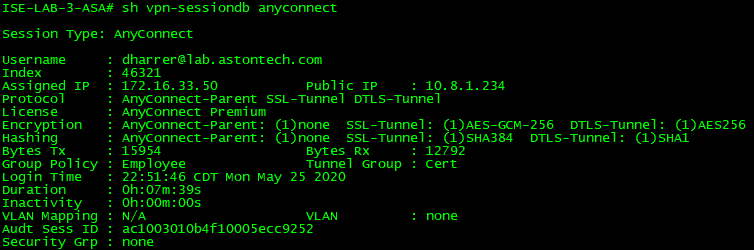 ISE-LAB-3-ASA# sh vpn-sessiondb anyconnect
Session Type: AnyConnect
Username     : dharrer@lab.astontech.com
Index        : 46321
Assigned IP  : 172.16.33.50           Public IP    : 10.8.1.234
Protocol     : AnyConnect-Parent SSL-Tunnel DTLS-Tunnel
License      : AnyConnect Premium
Encryption   : AnyConnect-Parent: (1)none  SSL-Tunnel: (1)AES-GCM-256  DTLS-Tunnel: (1)AES256
Hashing      : AnyConnect-Parent: (1)none  SSL-Tunnel: (1)SHA384  DTLS-Tunnel: (1)SHA1
Bytes Tx     : 15954                  Bytes Rx     : 12792
Group Policy : Employee               Tunnel Group : Cert
Login Time   : 22:51:46 CDT Mon May 25 2020
Duration     : 0h:07m:39s
Inactivity   : 0h:00m:00s
VLAN Mapping : N/A                    VLAN         : none
Audt Sess ID : ac1003010b4f10005ecc9252
Security Grp : none